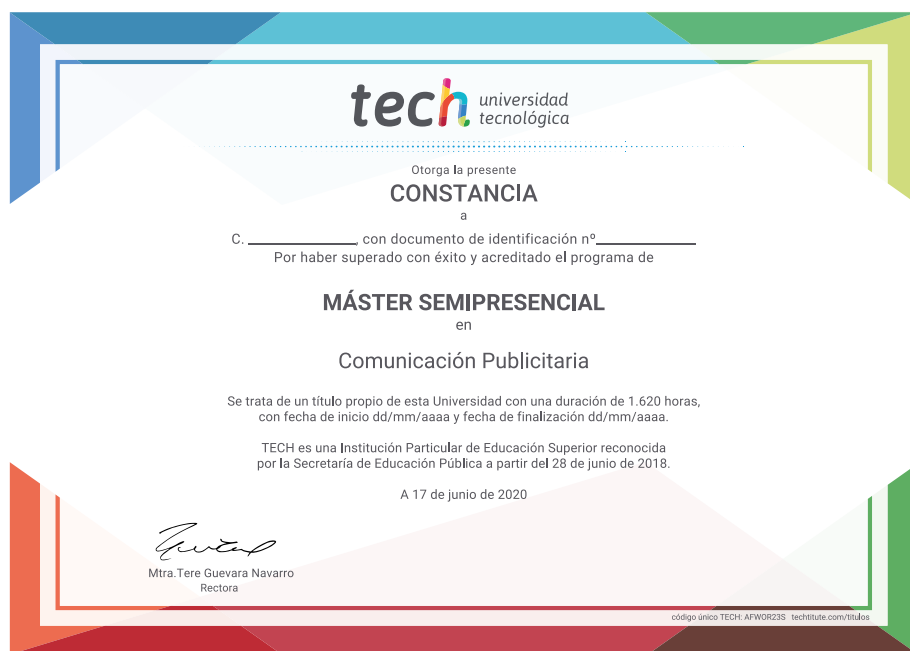 tech universidad
tecnológica
Otorga la presente
CONSTANCIA
a
C. ______________, con documento de identificación nº_____________
Por haber superado con éxito y acreditado el programa de
MÁSTER SEMIPRESENCIAL
en
Comunicación Publicitaria
Se trata de un título propio de esta Universidad con una duración de 1.620 horas,
con fecha de inicio dd/mm/aaaa y fecha de finalización dd/mm/aaaa.
TECH es una Institución Particular de Educación Superior reconocida
por la Secretaría de Educación Pública a partir del 28 de junio de 2018.
A 17 de junio de 2020
Mtra.Tere Guevara Navarro
Rectora
código único TECH: AFWOR23S techtitute.com/titulos